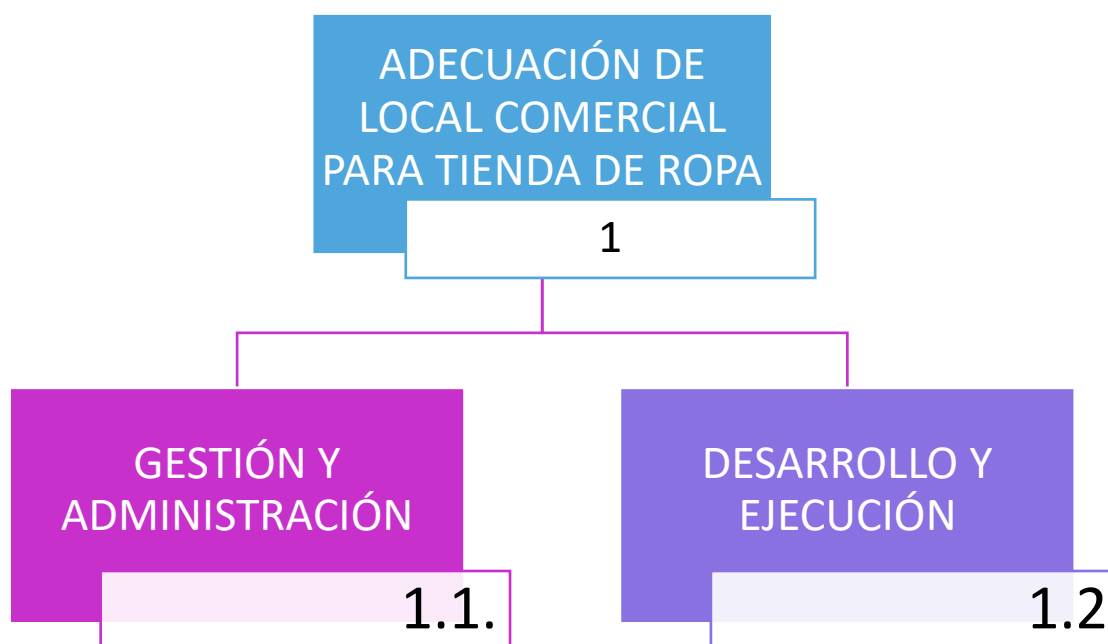 ADECUACIÓN DE
LOCAL COMERCIAL
PARA TIENDA DE ROPA
1
GESTIÓN Y
ADMINISTRACIÓN
1.1.
DESARROLLO Y
EJECUCIÓN
1.2